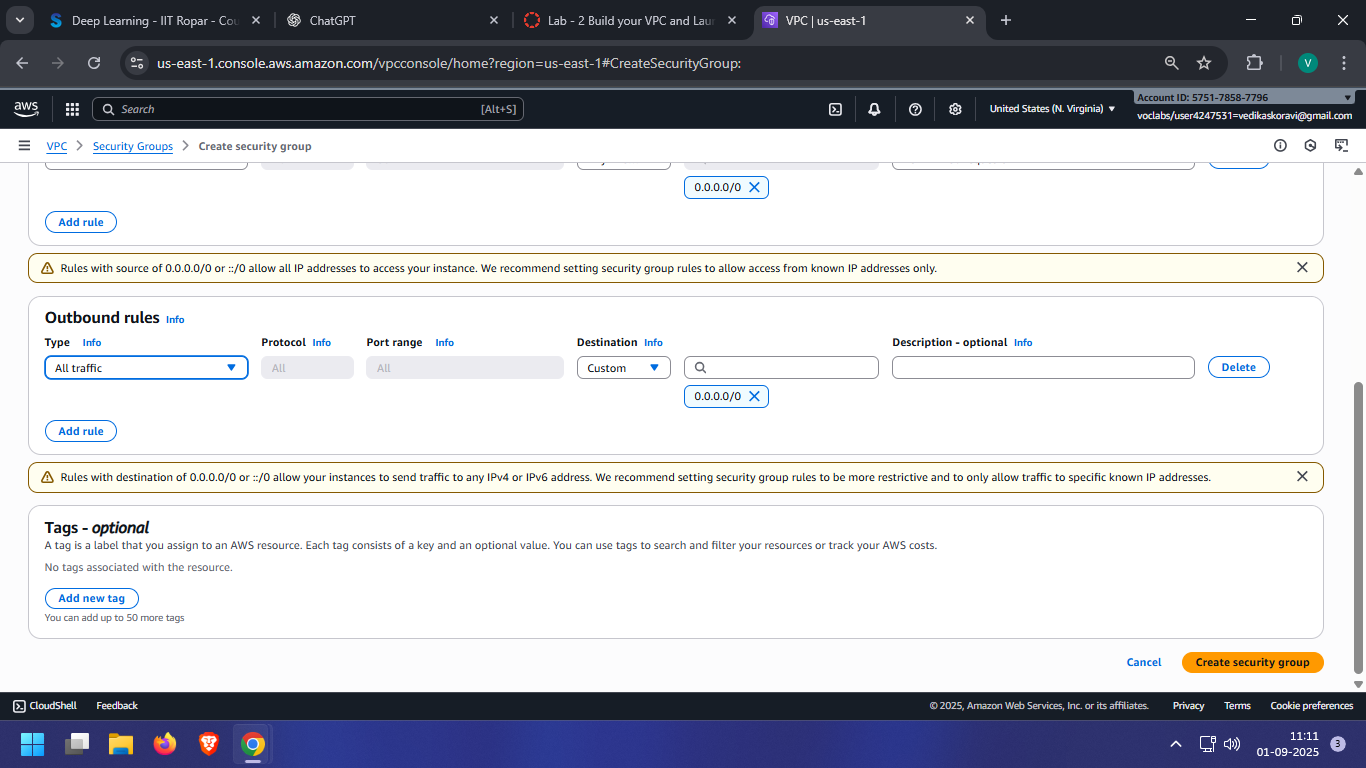 Deep Learning - IIT Ropar - Cou
ChatGPT
Lab - 2 Build your VPC and Laun
VPC | us-east-1
us-east-1.console.aws.amazon.com/vpcconsole/home?region=us-east-1#CreateSecurityGroup:
V
aws
Search
[Alt+S]
United States (N. Virginia)
Account ID: 5751-7858-7796
voclabs/user4247531=vedikaskoravi@gmail.com
VPC
Security Groups
Create security group
0.0.0.0/0
Add rule
Rules with source of 0.0.0.0/0 or ::/0 allow all IP addresses to access your instance. We recommend setting security group rules to allow access from known IP addresses only.
Outbound rules Info
Type Info
Protocol Info
Port range Info
Destination Info
Description - optional Info
All traffic
All
All
Custom
Delete
0.0.0.0/0
Add rule
Rules with destination of 0.0.0.0/0 or ::/0 allow your instances to send traffic to any IPv4 or IPv6 address. We recommend setting security group rules to be more restrictive and to only allow traffic to specific known IP addresses.
Tags - optional
A tag is a label that you assign to an AWS resource. Each tag consists of a key and an optional value. You can use tags to search and filter your resources or track your AWS costs.
No tags associated with the resource.
Add new tag
You can add up to 50 more tags
Cancel
Create security group
CloudShell
Feedback
© 2025, Amazon Web Services, Inc. or its affiliates.
Privacy
Terms
Cookie preferences
11:11
01-09-2025
3